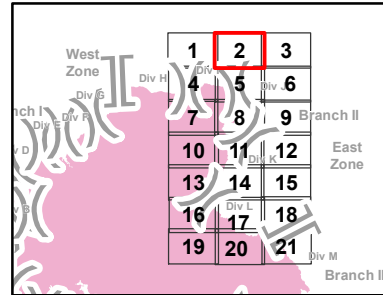 1 2 3
West Zone
Div H
Div J
4 5 6
Div G
Div F
Div E
7 8 9
Branch II
Div D
10 11 12
East Zone
Div K
13 14 15
Div L
16 17 18
19 20 21
Div M